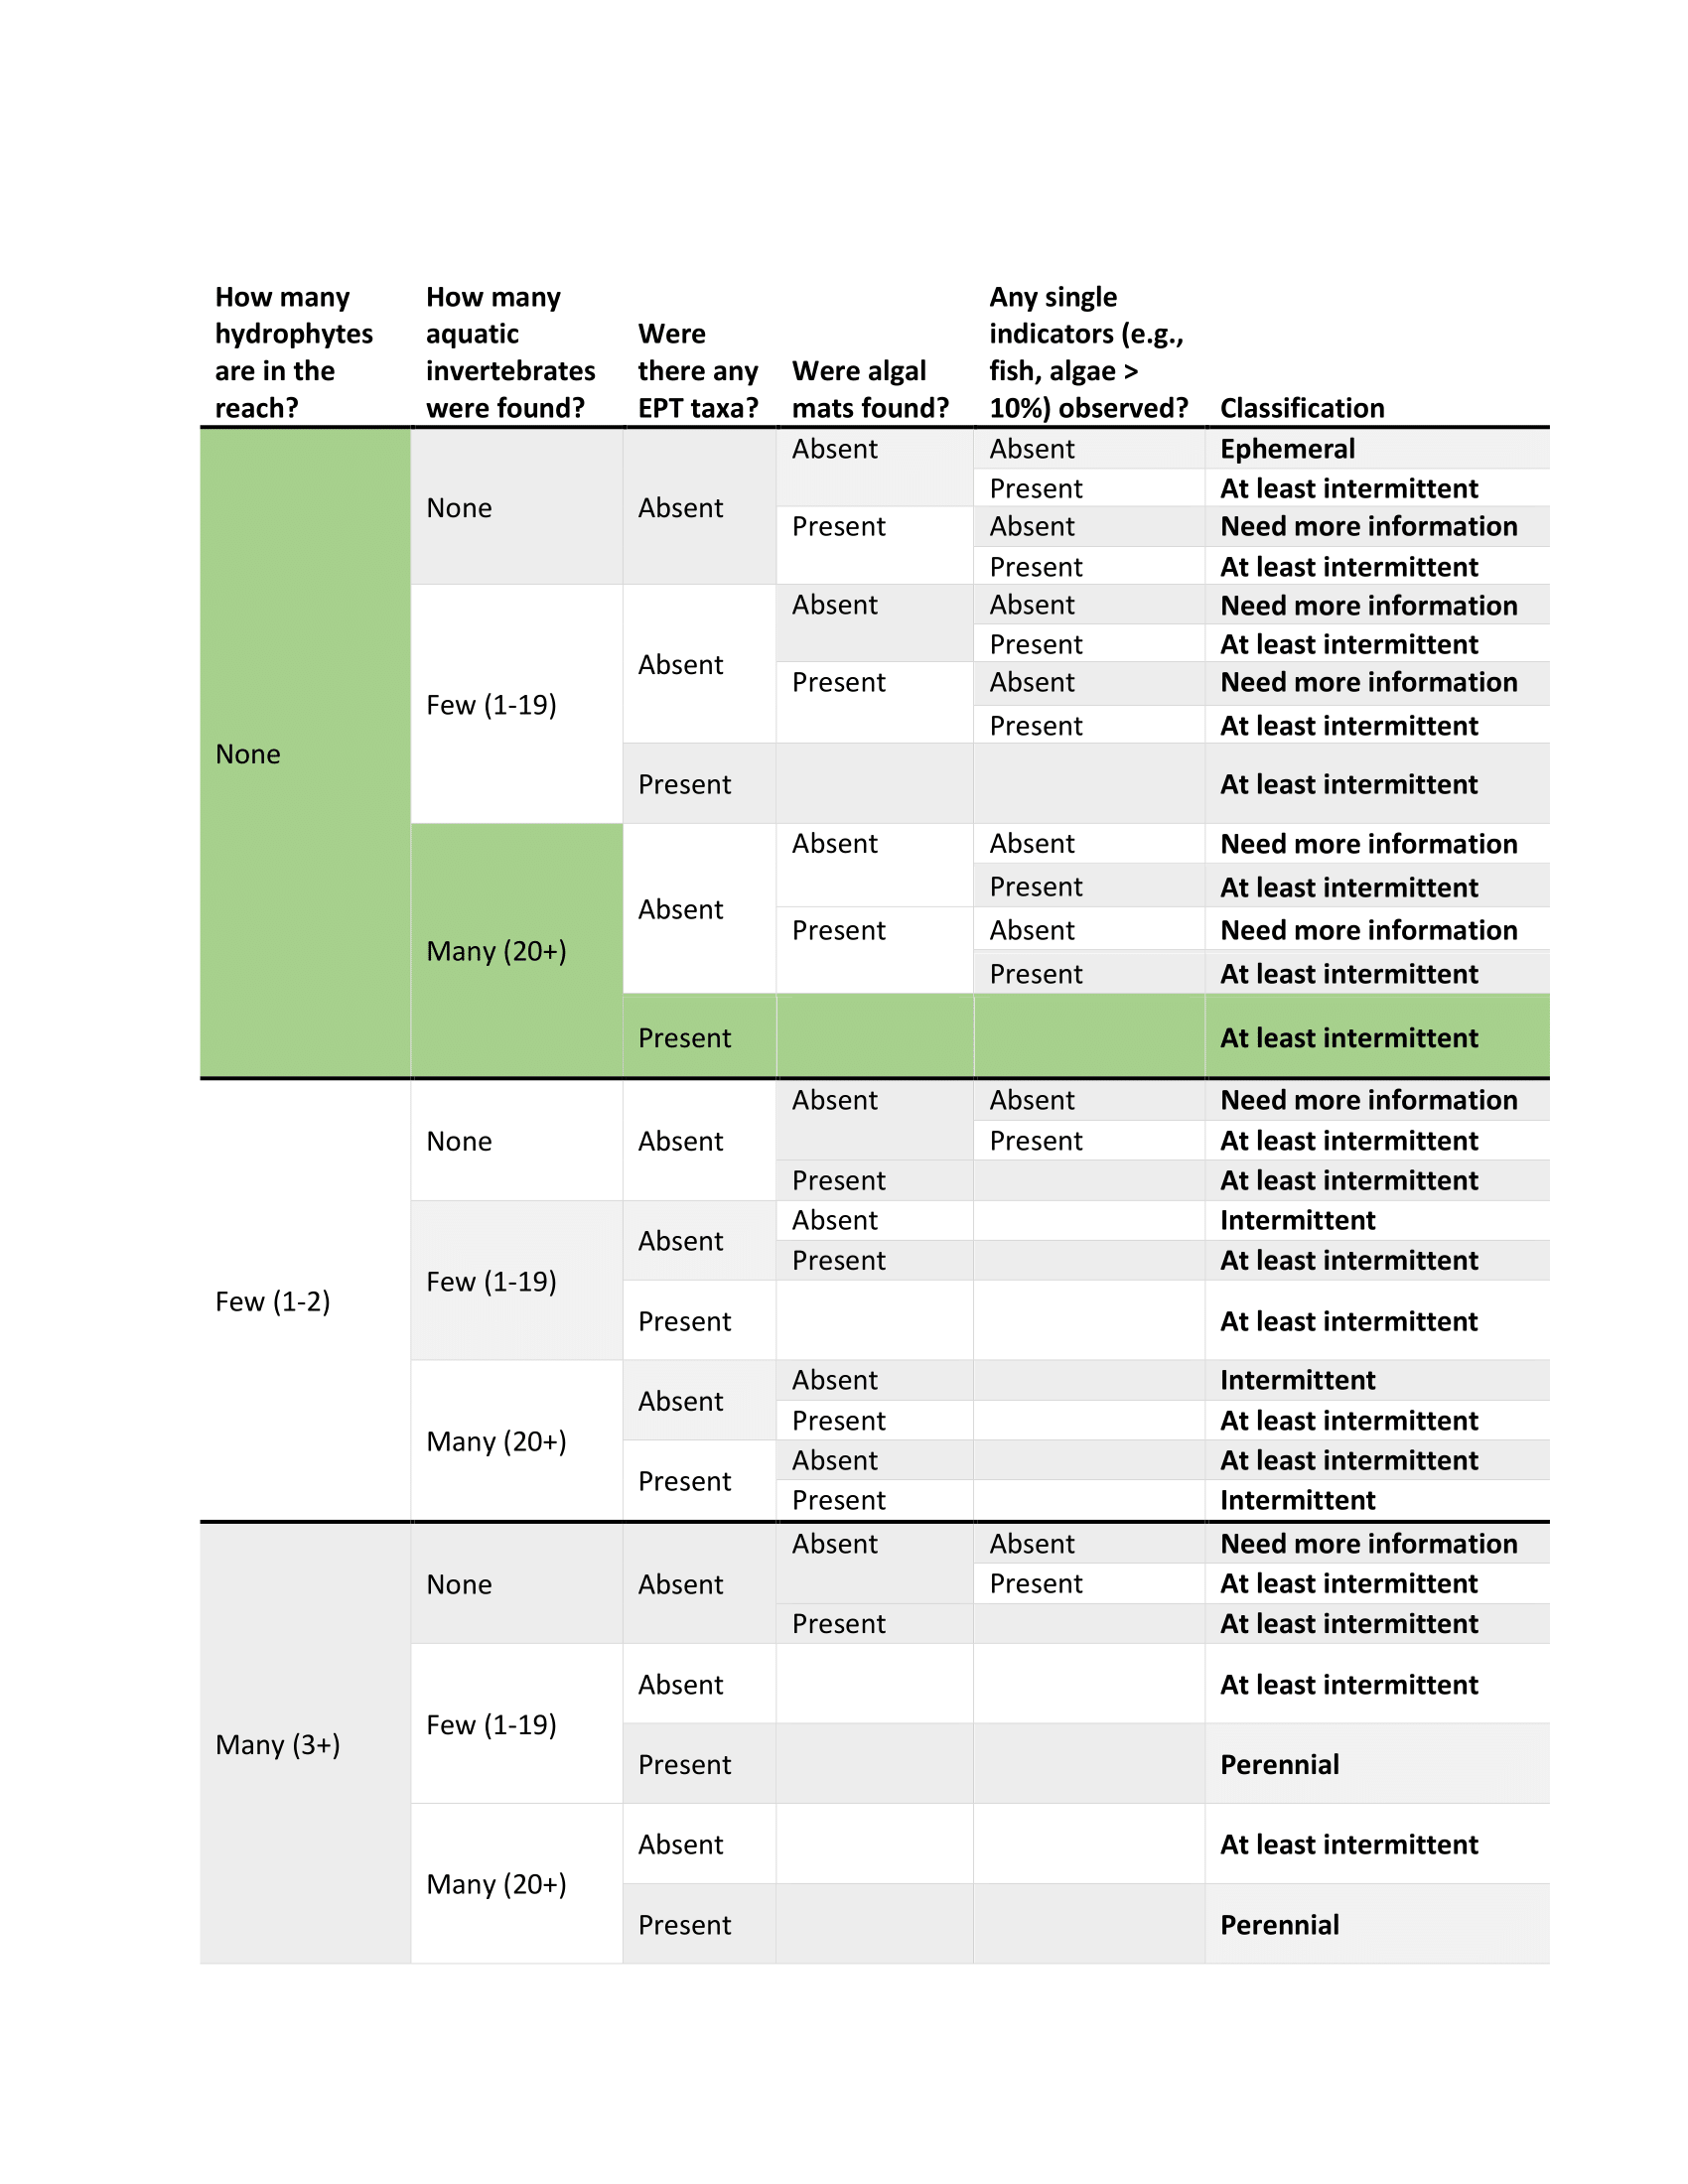 How many hydrophytes are in the reach? How many aquatic invertebrates were found? Were there any EPT taxa? Were algal mats found? Any single indicators (e.g., fish, algae > 10%) observed? Classification
None None Absent Absent Absent Ephemeral
Present At least intermittent
Present Absent Need more information
Present At least intermittent
Few (1-19) Absent Absent Absent Need more information
Present At least intermittent
Present Absent Need more information
Present At least intermittent
Present At least intermittent
Many (20+) Absent Absent Absent Need more information
Present At least intermittent
Present Absent Need more information
Present At least intermittent
Present At least intermittent
Few (1-2) None Absent Absent Absent Need more information
Present At least intermittent
Present At least intermittent
Few (1-19) Absent Absent Intermittent
Present At least intermittent
Present At least intermittent
Many (20+) Absent Absent Intermittent
Present At least intermittent
Present Absent At least intermittent
Present Intermittent
Many (3+) None Absent Absent Absent Need more information
Present At least intermittent
Present At least intermittent
Few (1-19) Absent At least intermittent
Present Perennial
Many (20+) Absent At least intermittent
Present Perennial